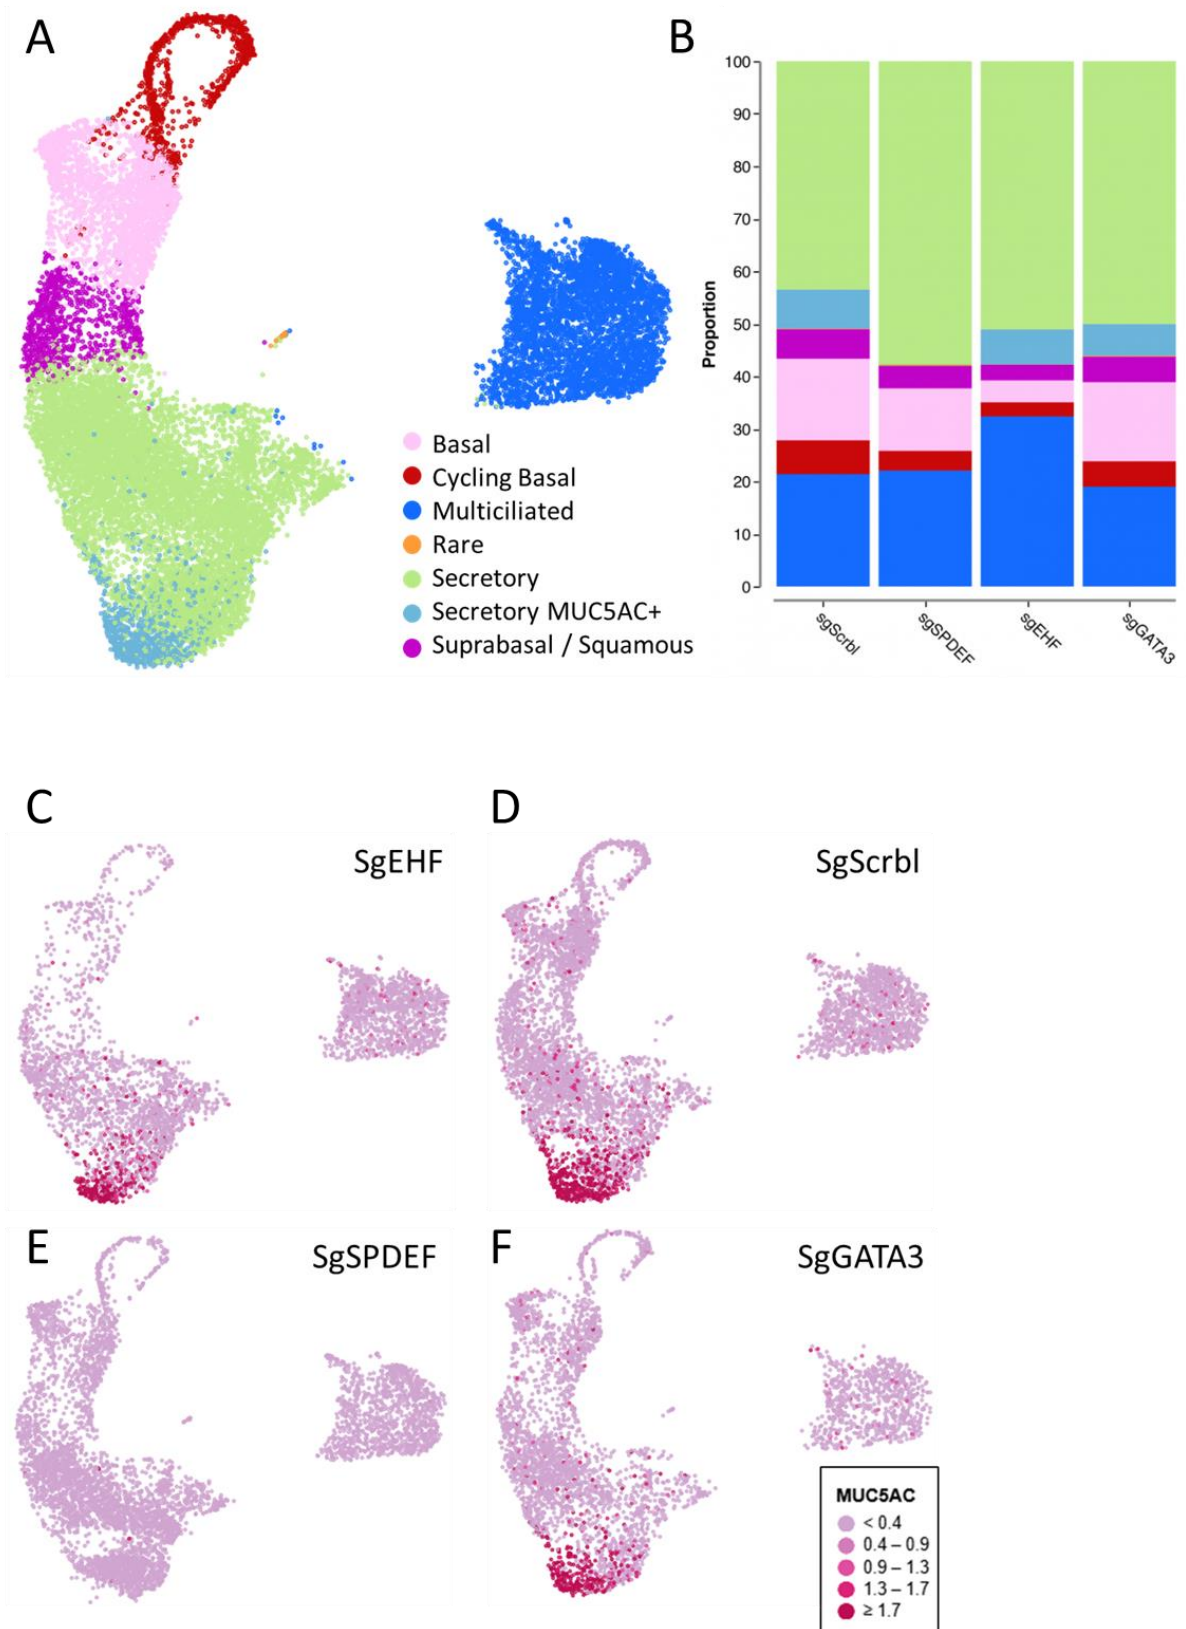 A
B
Basal
Cycling Basal
Multiciliated
Rare
Secretory
Secretory MUC5AC+
Suprabasal / Squamous
Proportion
100
90
80
70
60
50
40
30
20
10
0
sgScrbl
sgSPDEF
sgEHF
sgGATA3
C
SgEHF
D
SgScrbl
E
SgSPDEF
F
SgGATA3
MUC5AC
< 0.4
0.4 – 0.9
0.9 – 1.3
1.3 – 1.7
≥ 1.7